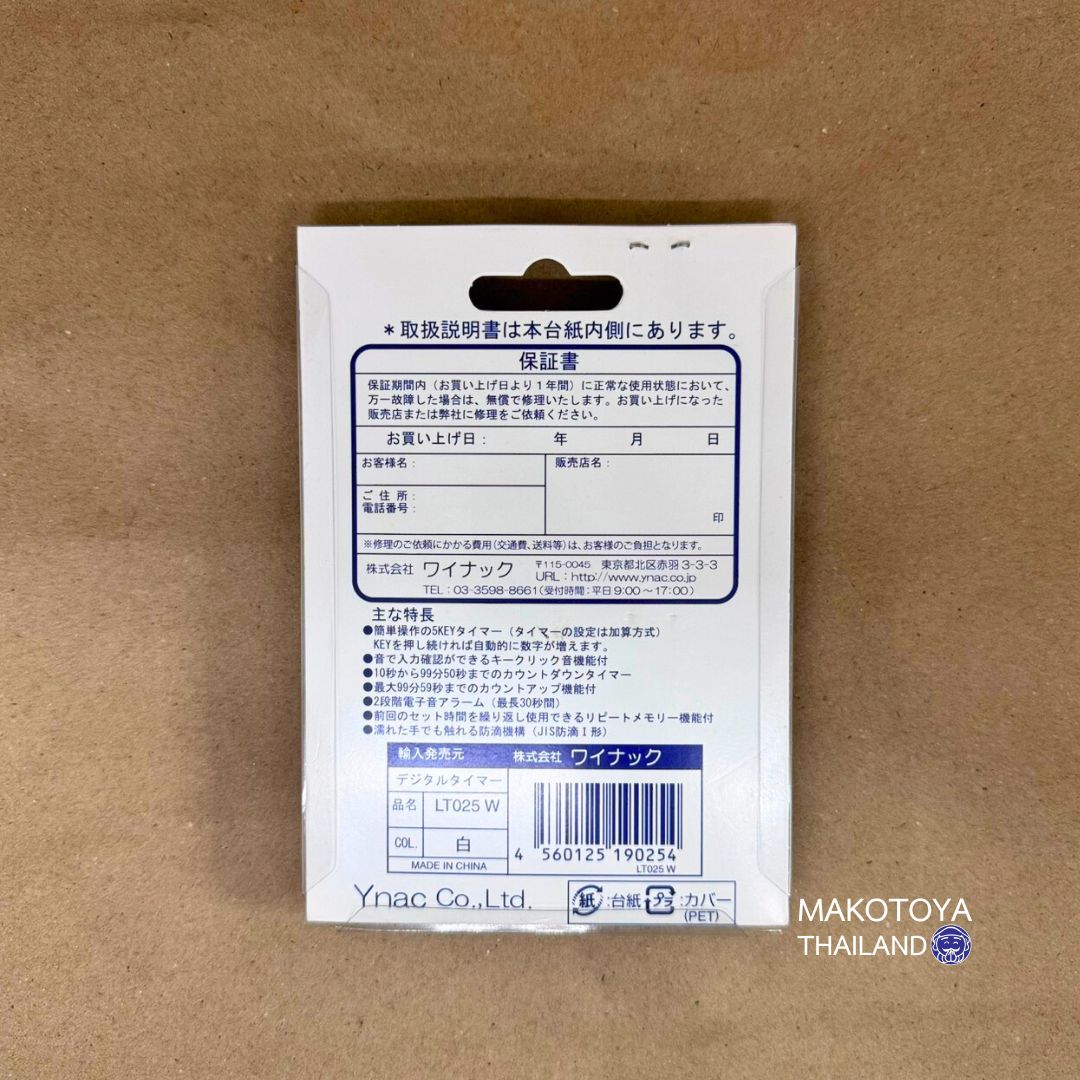 ＊取扱説明書は本台紙内側にあります。
保証書
保証期間内（お買い上げ日より１年間）に正常な使用状態において、
万一故障した場合は、無償で修理いたします。お買い上げになった
販売店または弊社に修理をご依頼ください。
お買い上げ日： 年 月 日
お客様名：
販売店名：
ご 住 所：
電話番号：
印
※修理のご依頼にかかる費用（交通費、送料等）は、お客様のご負担となります。
株式会社 ワイナック 〒115-0045 東京都北区赤羽３-３-３
URL：http://www.ynac.co.jp
TEL：03-3598-8661（受付時間：平日9:00～17:00）
主な特長
●簡単操作の5KEYタイマー（タイマーの設定は加算方式）
KEYを押し続ければ自動的に数字が増えます。
●音で入力確認ができるキークリック音機能付
●10秒から99分50秒までのカウントダウンタイマー
●最大99分59秒までのカウントアップ機能付
●2段階電子音アラーム（最長30秒間）
●前回のセット時間を繰り返し使用できるリピートメモリー機能付
●濡れた手でも触れる防滴機構（JIS防滴Ⅰ形）
輸入発売元 株式会社 ワイナック
デジタルタイマー
品名 LT025 W
COL. 白
MADE IN CHINA
4 560125 190254
LT025 W
Ynac Co.,Ltd.
紙：台紙 プラ：カバー
(PET)
MAKOTOYA
THAILAND